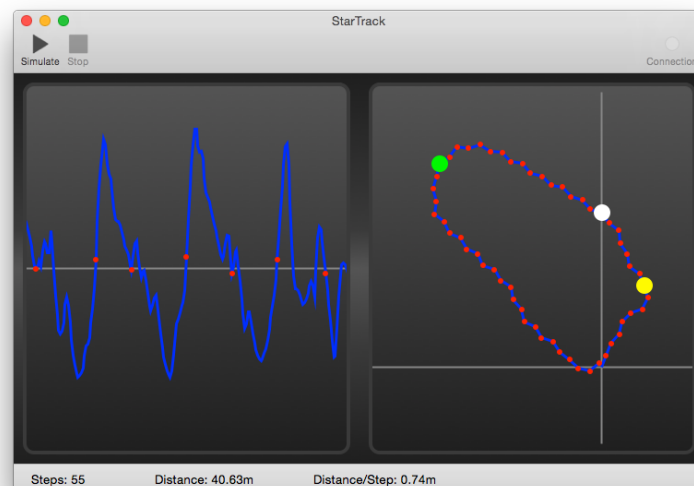 StarTrack
Simulate Stop Connection
Steps: 55 Distance: 40.63m Distance/Step: 0.74m